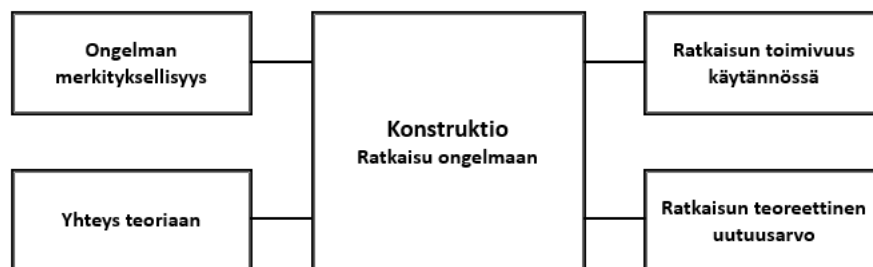 Ongelman
merkityksellisyys
Yhteys teoriaan
Konstruktio
Ratkaisu ongelmaan
Ratkaisun toimivuus
käytännössä
Ratkaisun teoreettinen
uutuusarvo